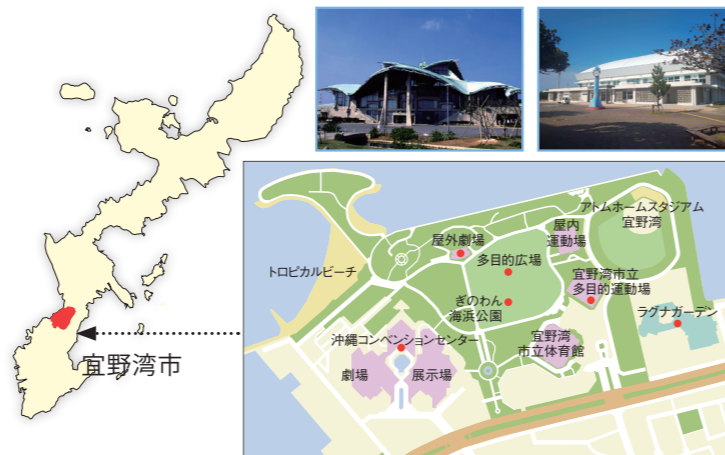 アトムホームスタジアム
宜野湾
屋内
運動場
屋外劇場
多目的広場
トロピカルビーチ
宜野湾市立
多目的運動場
ぎのわん
海浜公園
ラグナガーデン
沖縄コンベンションセンター
宜野湾
市立体育館
劇場
展示場
宜野湾市